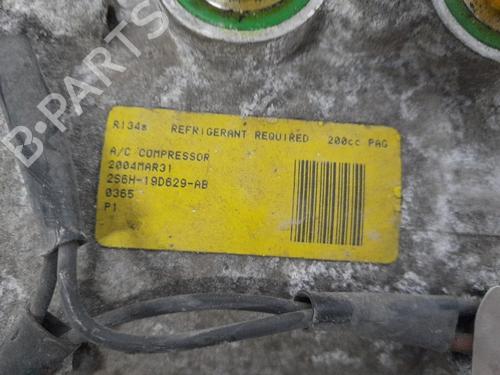 B-PARTS
R134a REFRIGERANT REQUIRED 200cc PAG
A/C COMPRESSOR
2004MAR31
2S6H-19D629-AB
0365
P1